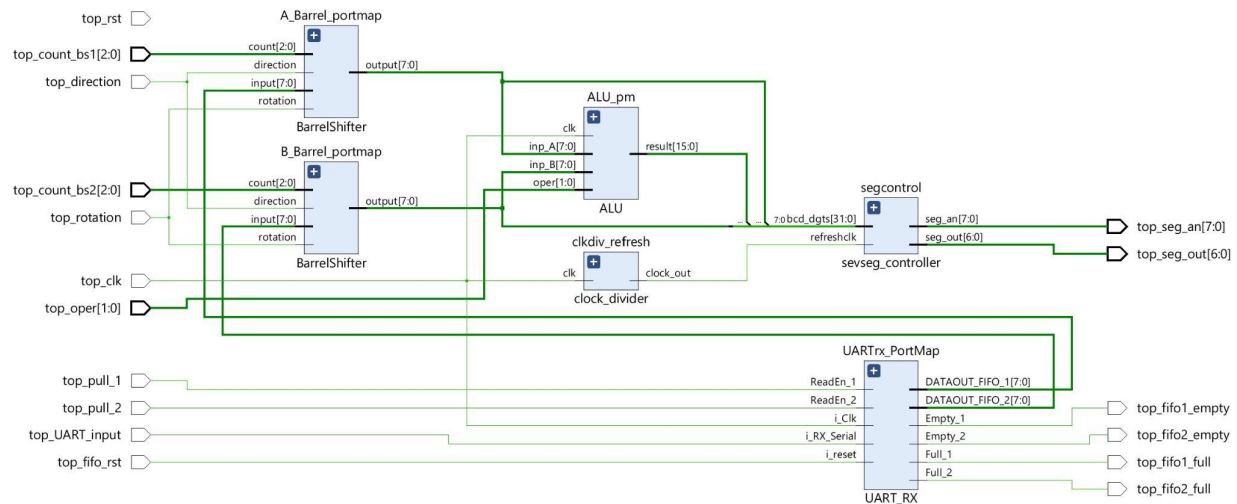 top_rst
top_count_bs1[2:0]
top_direction
A_Barrel_portmap
count[2:0]
direction
input[7:0]
rotation
output[7:0]
BarrelShifter
B_Barrel_portmap
top_count_bs2[2:0]
top_rotation
count[2:0]
direction
input[7:0]
rotation
output[7:0]
BarrelShifter
ALU_pm
clk
inp_A[7:0]
inp_B[7:0]
oper[1:0]
result[15:0]
ALU
top_clk
top_oper[1:0]
clkdiv_refresh
clk
clock_out
clock_divider
segcontrol
... ... 7:0 bcd_dgts[31:0]
refreshclk
seg_an[7:0]
seg_out[6:0]
sevseg_controller
top_seg_an[7:0]
top_seg_out[6:0]
top_pull_1
top_pull_2
top_UART_input
top_fifo_rst
UARTrx_PortMap
ReadEn_1
ReadEn_2
i_Clk
i_RX_Serial
i_reset
DATAOUT_FIFO_1[7:0]
DATAOUT_FIFO_2[7:0]
Empty_1
Empty_2
Full_1
Full_2
UART_RX
top_fifo1_empty
top_fifo2_empty
top_fifo1_full
top_fifo2_full